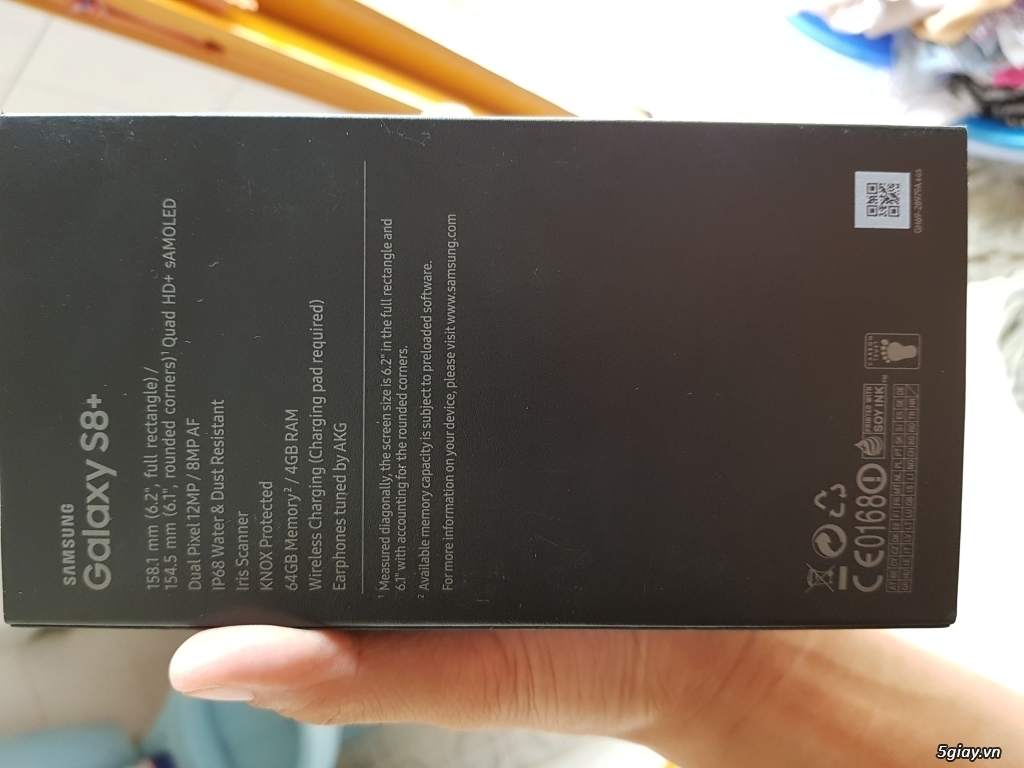 SAMSUNG
Galaxy S8+
158.1 mm (6.2", full rectangle) /
154.5 mm (6.1", rounded corners)¹ Quad HD+ sAMOLED
Dual Pixel 12MP / 8MP AF
IP68 Water & Dust Resistant
Iris Scanner
KNOX Protected
64GB Memory² / 4GB RAM
Wireless Charging (Charging pad required)
Earphones tuned by AKG
¹ Measured diagonally, the screen size is 6.2" in the full rectangle and
6.1" with accounting for the rounded corners.
² Available memory capacity is subject to preloaded software.
For more information on your device, please visit www.samsung.com
CE0168
PRINTED WITH
SOY INK™
5giay.vn